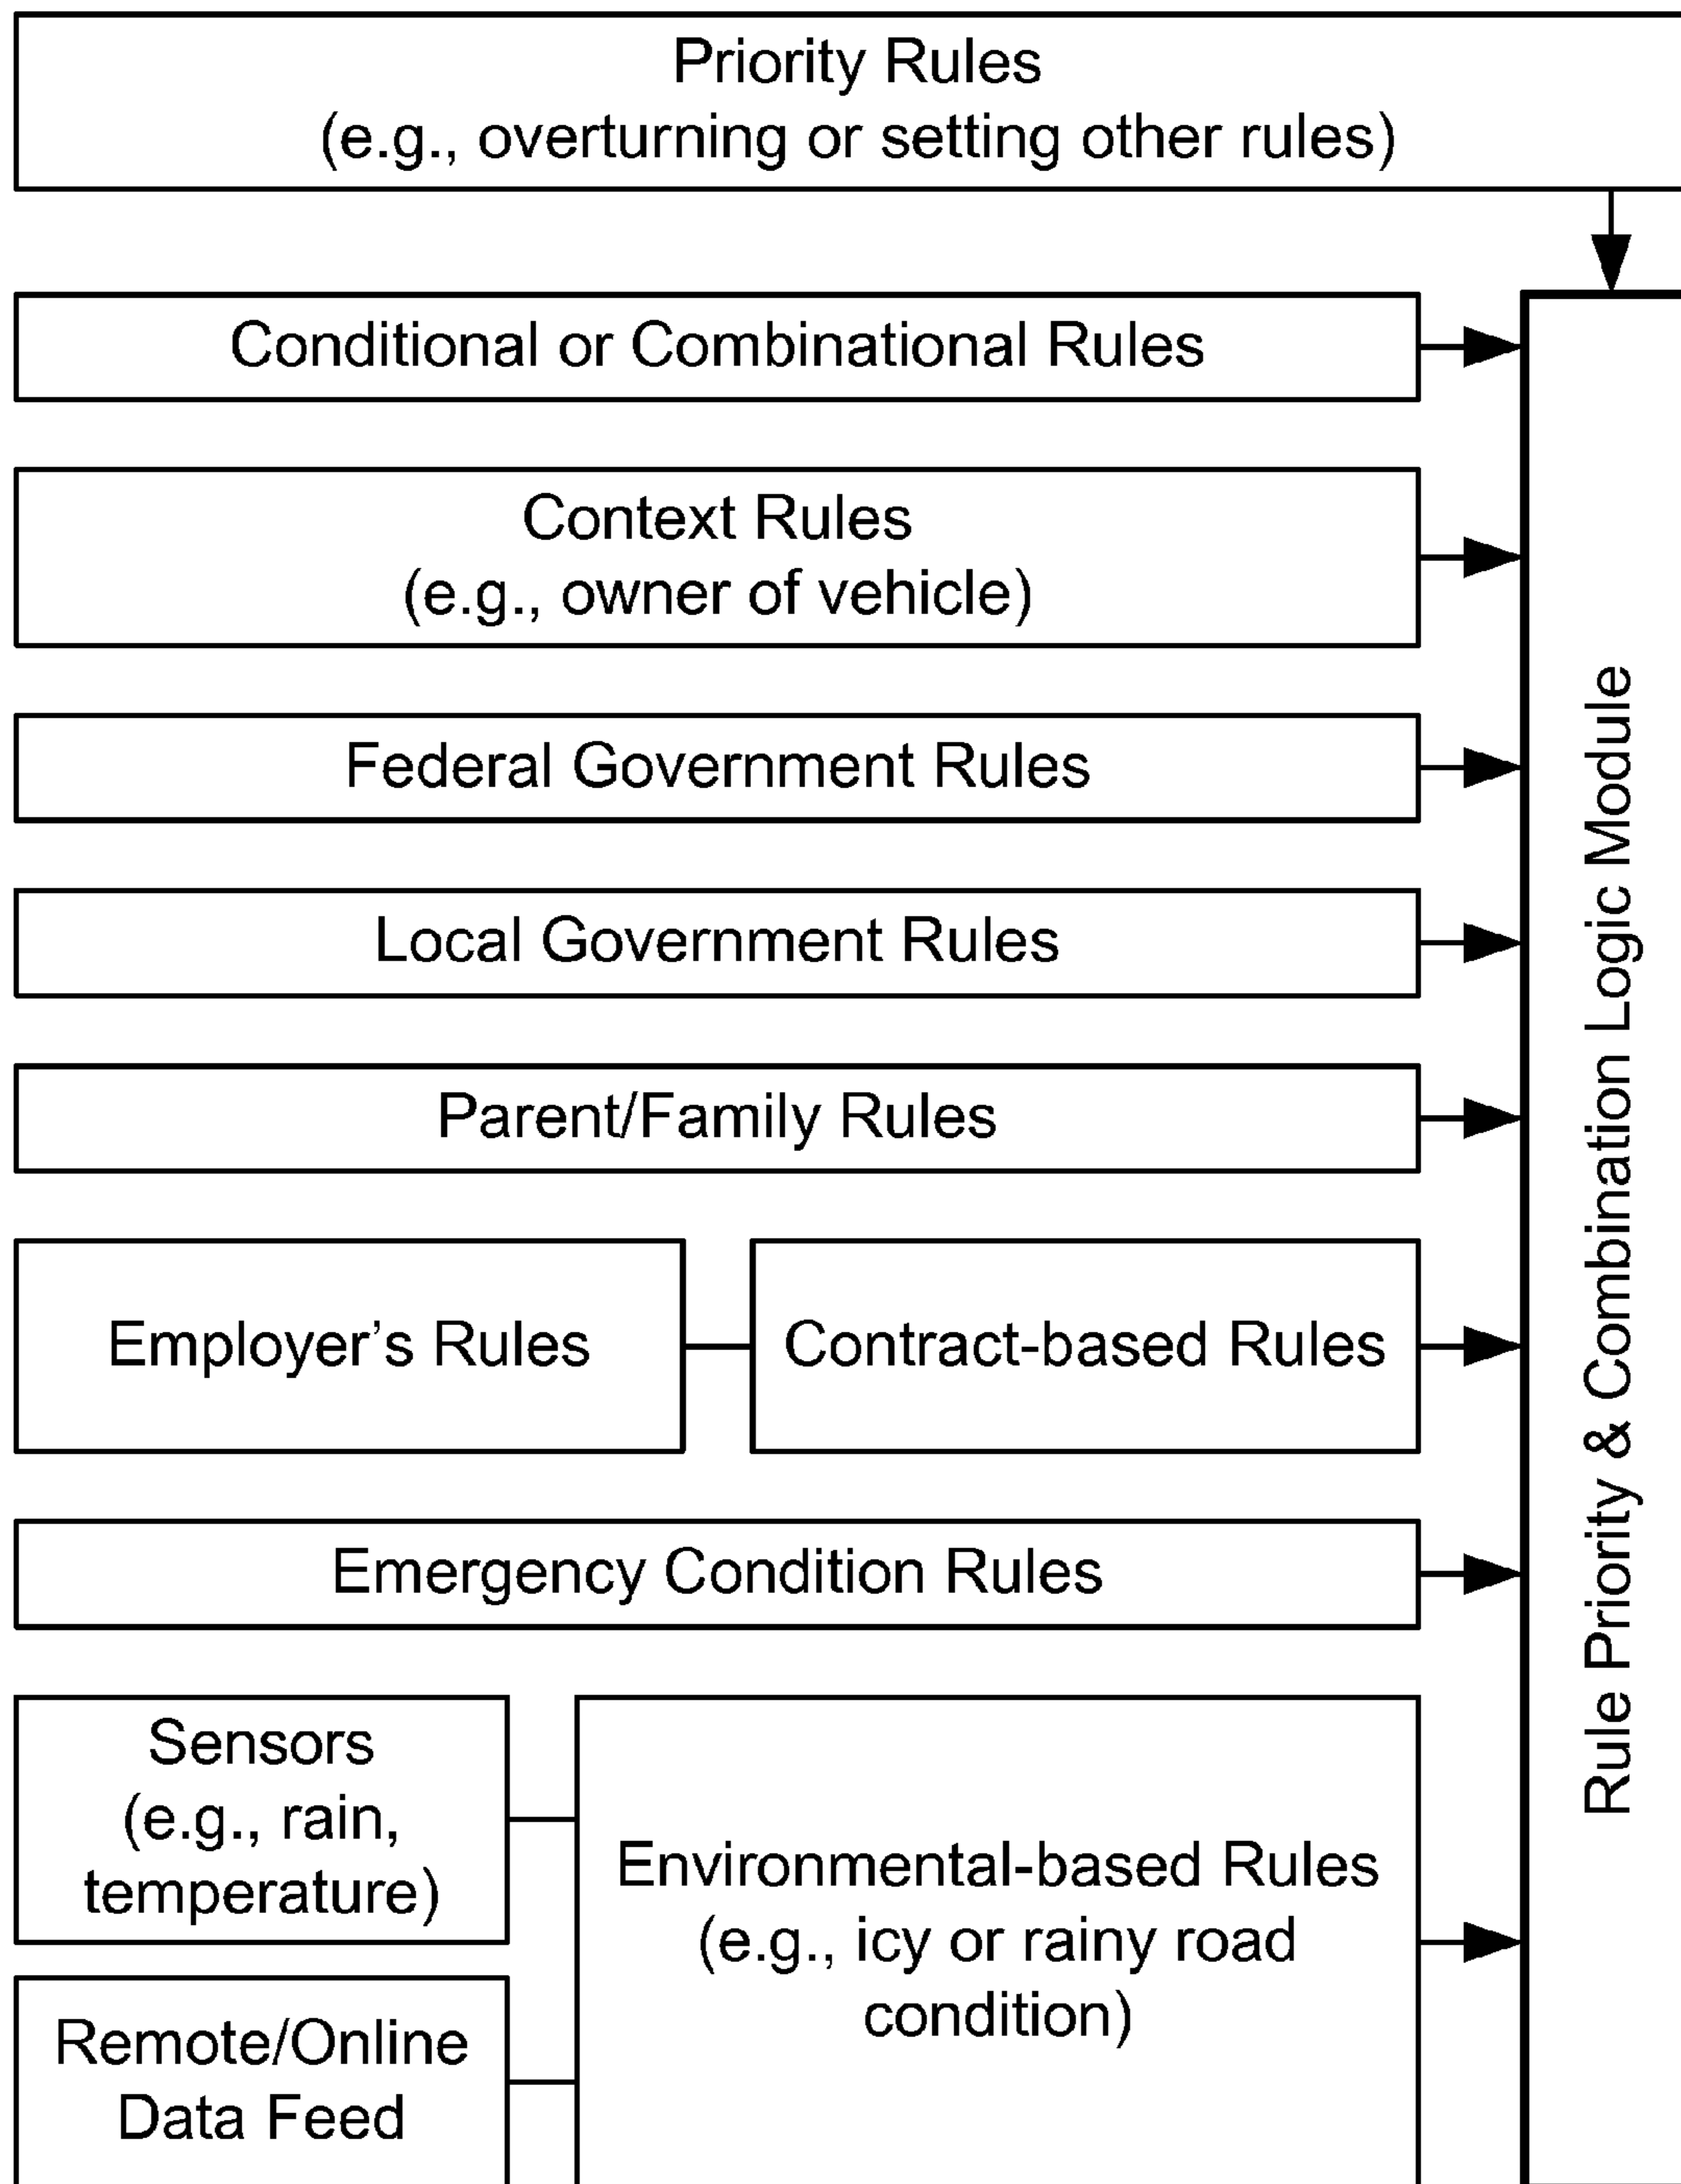 Priority Rules
(e.g., overturning or setting other rules)
Conditional or Combinational Rules
Context Rules
(e.g., owner of vehicle)
Federal Government Rules
Local Government Rules
Parent/Family Rules
Employer's Rules
Contract-based Rules
Emergency Condition Rules
Sensors
(e.g., rain,
temperature)
Remote/Online
Data Feed
Environmental-based Rules
(e.g., icy or rainy road
condition)
Rule Priority & Combination Logic Module